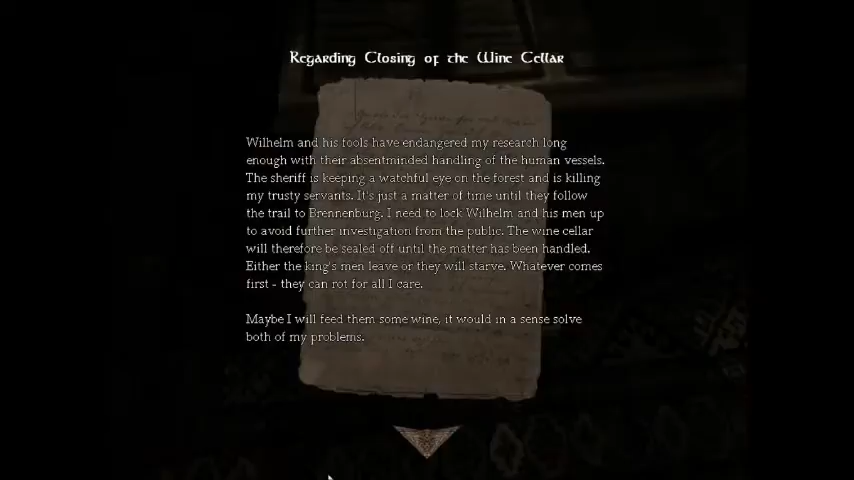 Regarding Closing of the Wine Cellar
Wilhelm and his fools have endangered my research long
enough with their absentminded handling of the human vessels.
The sheriff is keeping a watchful eye on the forest and is killing
my trusty servants. It's just a matter of time until they follow
the trail to Brennenburg. I need to lock Wilhelm and his men up
to avoid further investigation from the public. The wine cellar
will therefore be sealed off until the matter has been handled.
Either the king's men leave or they will starve. Whatever comes
first - they can rot for all I care.
Maybe I will feed them some wine, it would in a sense solve
both of my problems.